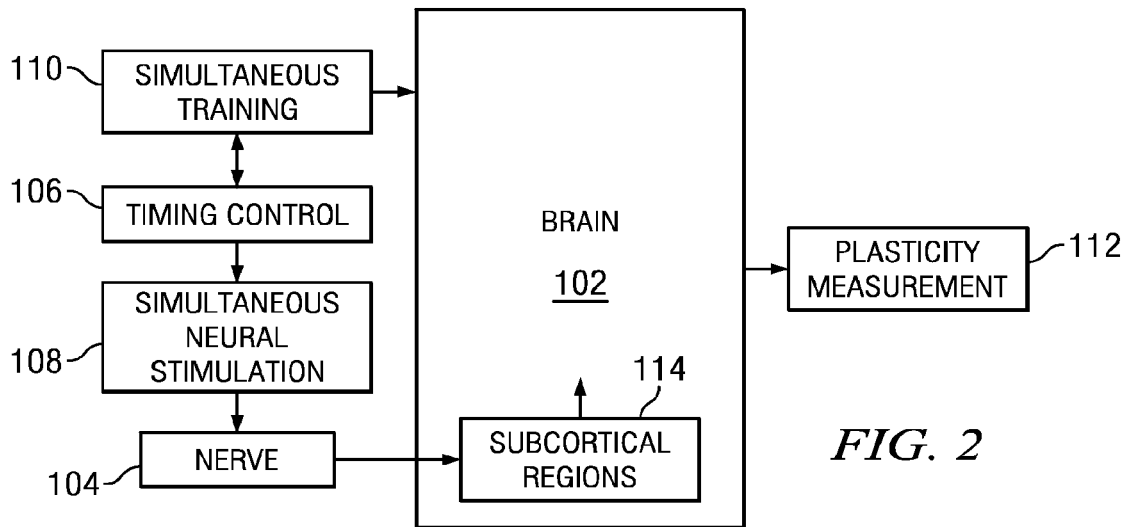 110
SIMULTANEOUS
TRAINING
106
TIMING CONTROL
108
SIMULTANEOUS
NEURAL
STIMULATION
104
NERVE
BRAIN
102
114
SUBCORTICAL
REGIONS
PLASTICITY
MEASUREMENT
112
FIG. 2